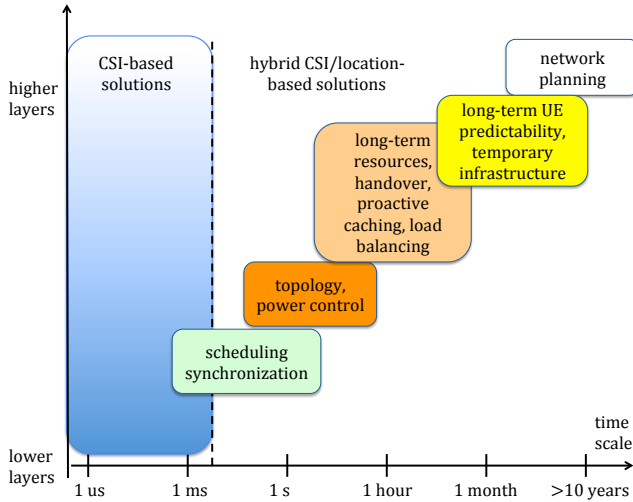 CSI-based
solutions
hybrid CSI/location-
based solutions
network
planning
higher
layers
long-term UE
predictability,
temporary
infrastructure
long-term
resources,
handover,
proactive
caching, load
balancing
topology,
power control
scheduling
synchronization
time
scale
lower
layers
1 us
1 ms
1 s
1 hour
1 month
>10 years